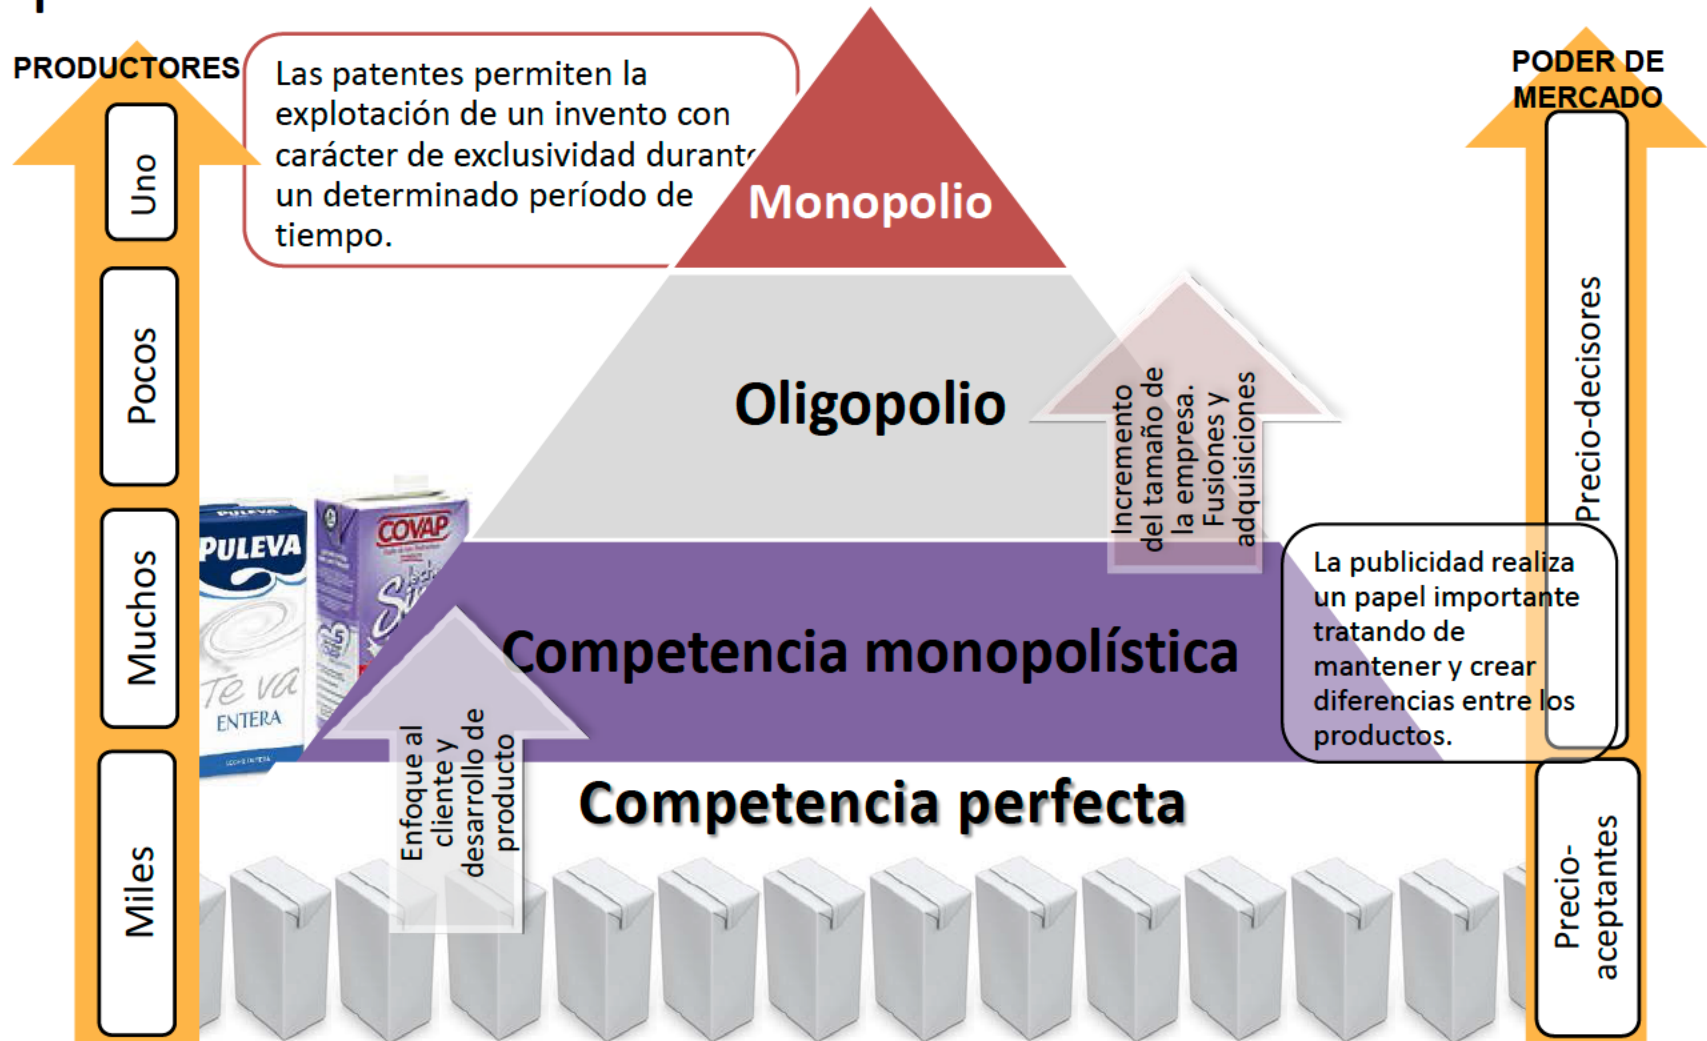 PRODUCTORES
Uno
Pocos
Muchos
Miles
Las patentes permiten la
explotación de un invento con
carácter de exclusividad durante
un determinado período de
tiempo.
Monopolio
Oligopolio
Incremento
del tamaño de
la empresa.
Fusiones y
adquisiciones
PULEVA
PULEVA
Te va
ENTERA
COVAP
Competencia monopolística
Enfoque al
cliente y
desarrollo de
producto
Competencia perfecta
PODER DE
MERCADO
Precio-decisores
La publicidad realiza
un papel importante
tratando de
mantener y crear
diferencias entre los
productos.
Precio-
aceptantes